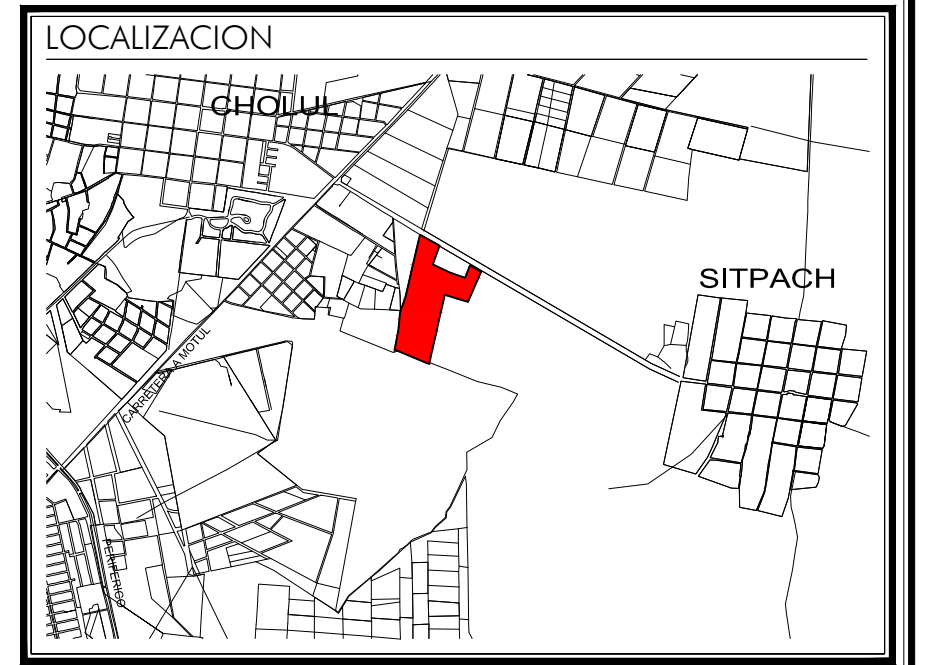 LOCALIZACION
CHOLUL
SITPACH
CARRETERA A MOTUL
PERIFERICO